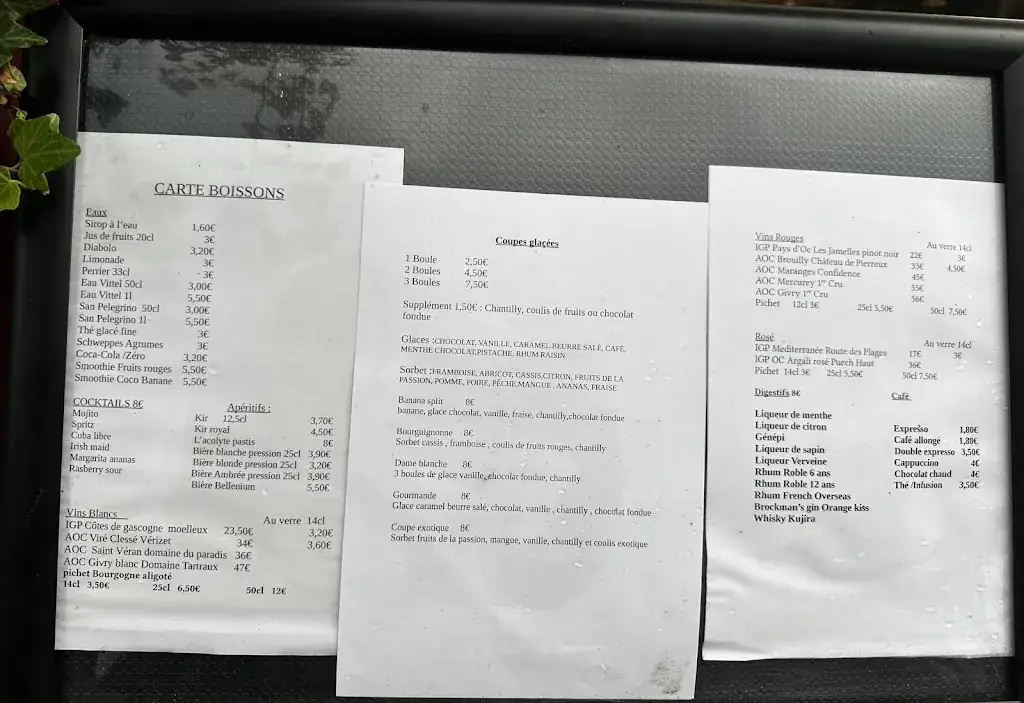 CARTE BOISSONS
Eaux
Sirop à l'eau 1,60€
Jus de fruits 20cl 3€
Diabolo 3,20€
Limonade 3€
Perrier 33cl 3€
Eau Vittel 50cl 3,00€
Eau Vittel 1l 5,50€
San Pelegrino 50cl 3,00€
San Pelegrino 1l 5,50€
Thé glacé fine 3€
Schweppes Agrumes 3€
Coca-Cola /Zéro 3,20€
Smoothie Fruits rouges 5,50€
Smoothie Coco Banane 5,50€
COCKTAILS 8€
Mojito
Spritz
Cuba libre
Irish maid
Margarita ananas
Rasberry sour
Apéritifs :
Kir 12,5cl 3,70€
Kir royal 4,50€
L'acolyte pastis 8€
Bière blanche pression 25cl 3,90€
Bière blonde pression 25cl 3,20€
Bière Ambrée pression 25cl 3,90€
Bière Bellenium 5,50€
Vins Blancs Au verre 14cl
IGP Côtes de gascogne moelleux 23,50€ 3,20€
AOC Viré Clessé Vérizet 34€ 3,60€
AOC Saint Véran domaine du paradis 36€
AOC Givry blanc Domaine Tartraux 47€
pichet Bourgogne aligoté
14cl 3,50€ 25cl 6,50€ 50cl 12€
Coupes glacées
1 Boule 2,50€
2 Boules 4,50€
3 Boules 7,50€
Supplément 1,50€ : Chantilly, coulis de fruits ou chocolat
fondue
Glaces :CHOCOLAT, VANILLE, CARAMEL BEURRE SALÉ, CAFÉ,
MENTHE CHOCOLAT,PISTACHE, RHUM RAISIN
Sorbet :FRAMBOISE, ABRICOT, CASSIS,CITRON, FRUITS DE LA
PASSION, POMME, POIRE, PÊCHE,MANGUE, ANANAS, FRAISE
Banana split 8€
banane, glace chocolat, vanille, fraise, chantilly,chocolat fondue
Bourguignonne 8€
Sorbet cassis , framboise , coulis de fruits rouges, chantilly
Dame blanche 8€
3 boules de glace vanille, chocolat fondue, chantilly
Gourmande 8€
Glace caramel beurre salé, chocolat, vanille , chantilly , chocolat fondue
Coupe exotique 8€
Sorbet fruits de la passion, mangue, vanille, chantilly et coulis exotique
Vins Rouges Au verre 14cl
IGP Pays d'Oc Les Jamelles pinot noir 22€ 3€
AOC Brouilly Château de Pierreux 33€ 4,50€
AOC Maranges Confidence 45€
AOC Mercurey 1er Cru 55€
AOC Givry 1er Cru 56€
Pichet 12cl 3€ 25cl 5,50€ 50cl 7,50€
Rosé Au verre 14cl
IGP Mediterranée Route des Plages 17€ 3€
IGP OC Argali rosé Puech Haut 36€
Pichet 14cl 3€ 25cl 5,50€ 50cl 7,50€
Digestifs 8€
Liqueur de menthe
Liqueur de citron
Génépi
Liqueur de sapin
Liqueur Verveine
Rhum Roble 6 ans
Rhum Roble 12 ans
Rhum French Overseas
Brockman's gin Orange kiss
Whisky Kujira
Café
Expresso 1,80€
Café allongé 1,80€
Double expresso 3,50€
Cappuccino 4€
Chocolat chaud 4€
Thé /Infusion 3,50€